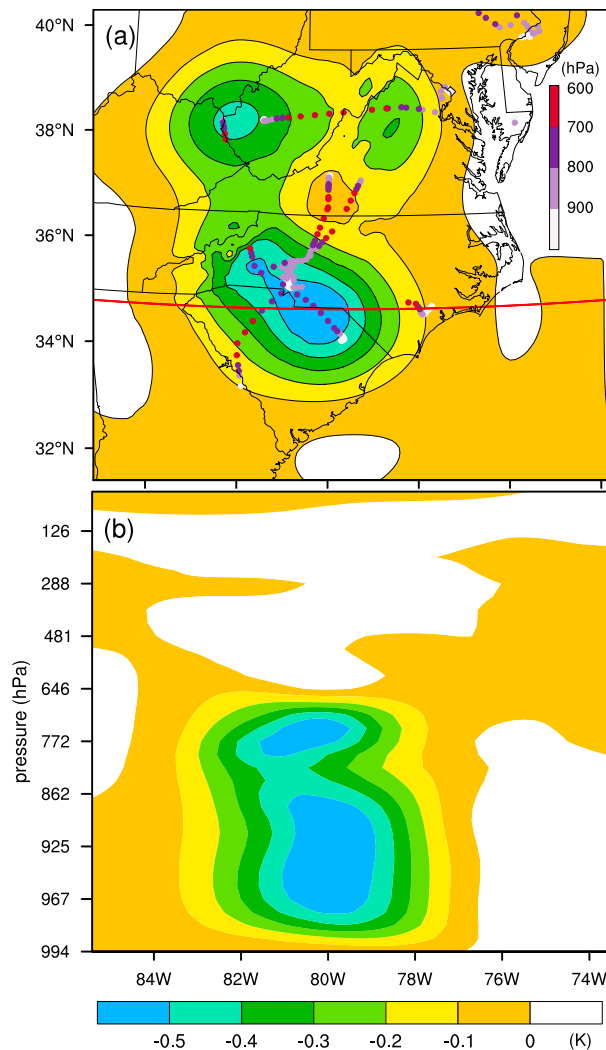 40°N
(a)
(hPa)
600
38°N
700
800
36°N
900
34°N
32°N
(b)
126
288
481
646
pressure (hPa)
772
862
925
967
994
84W 82W 80W 78W 76W 74W
-0.5 -0.4 -0.3 -0.2 -0.1 0 (K)